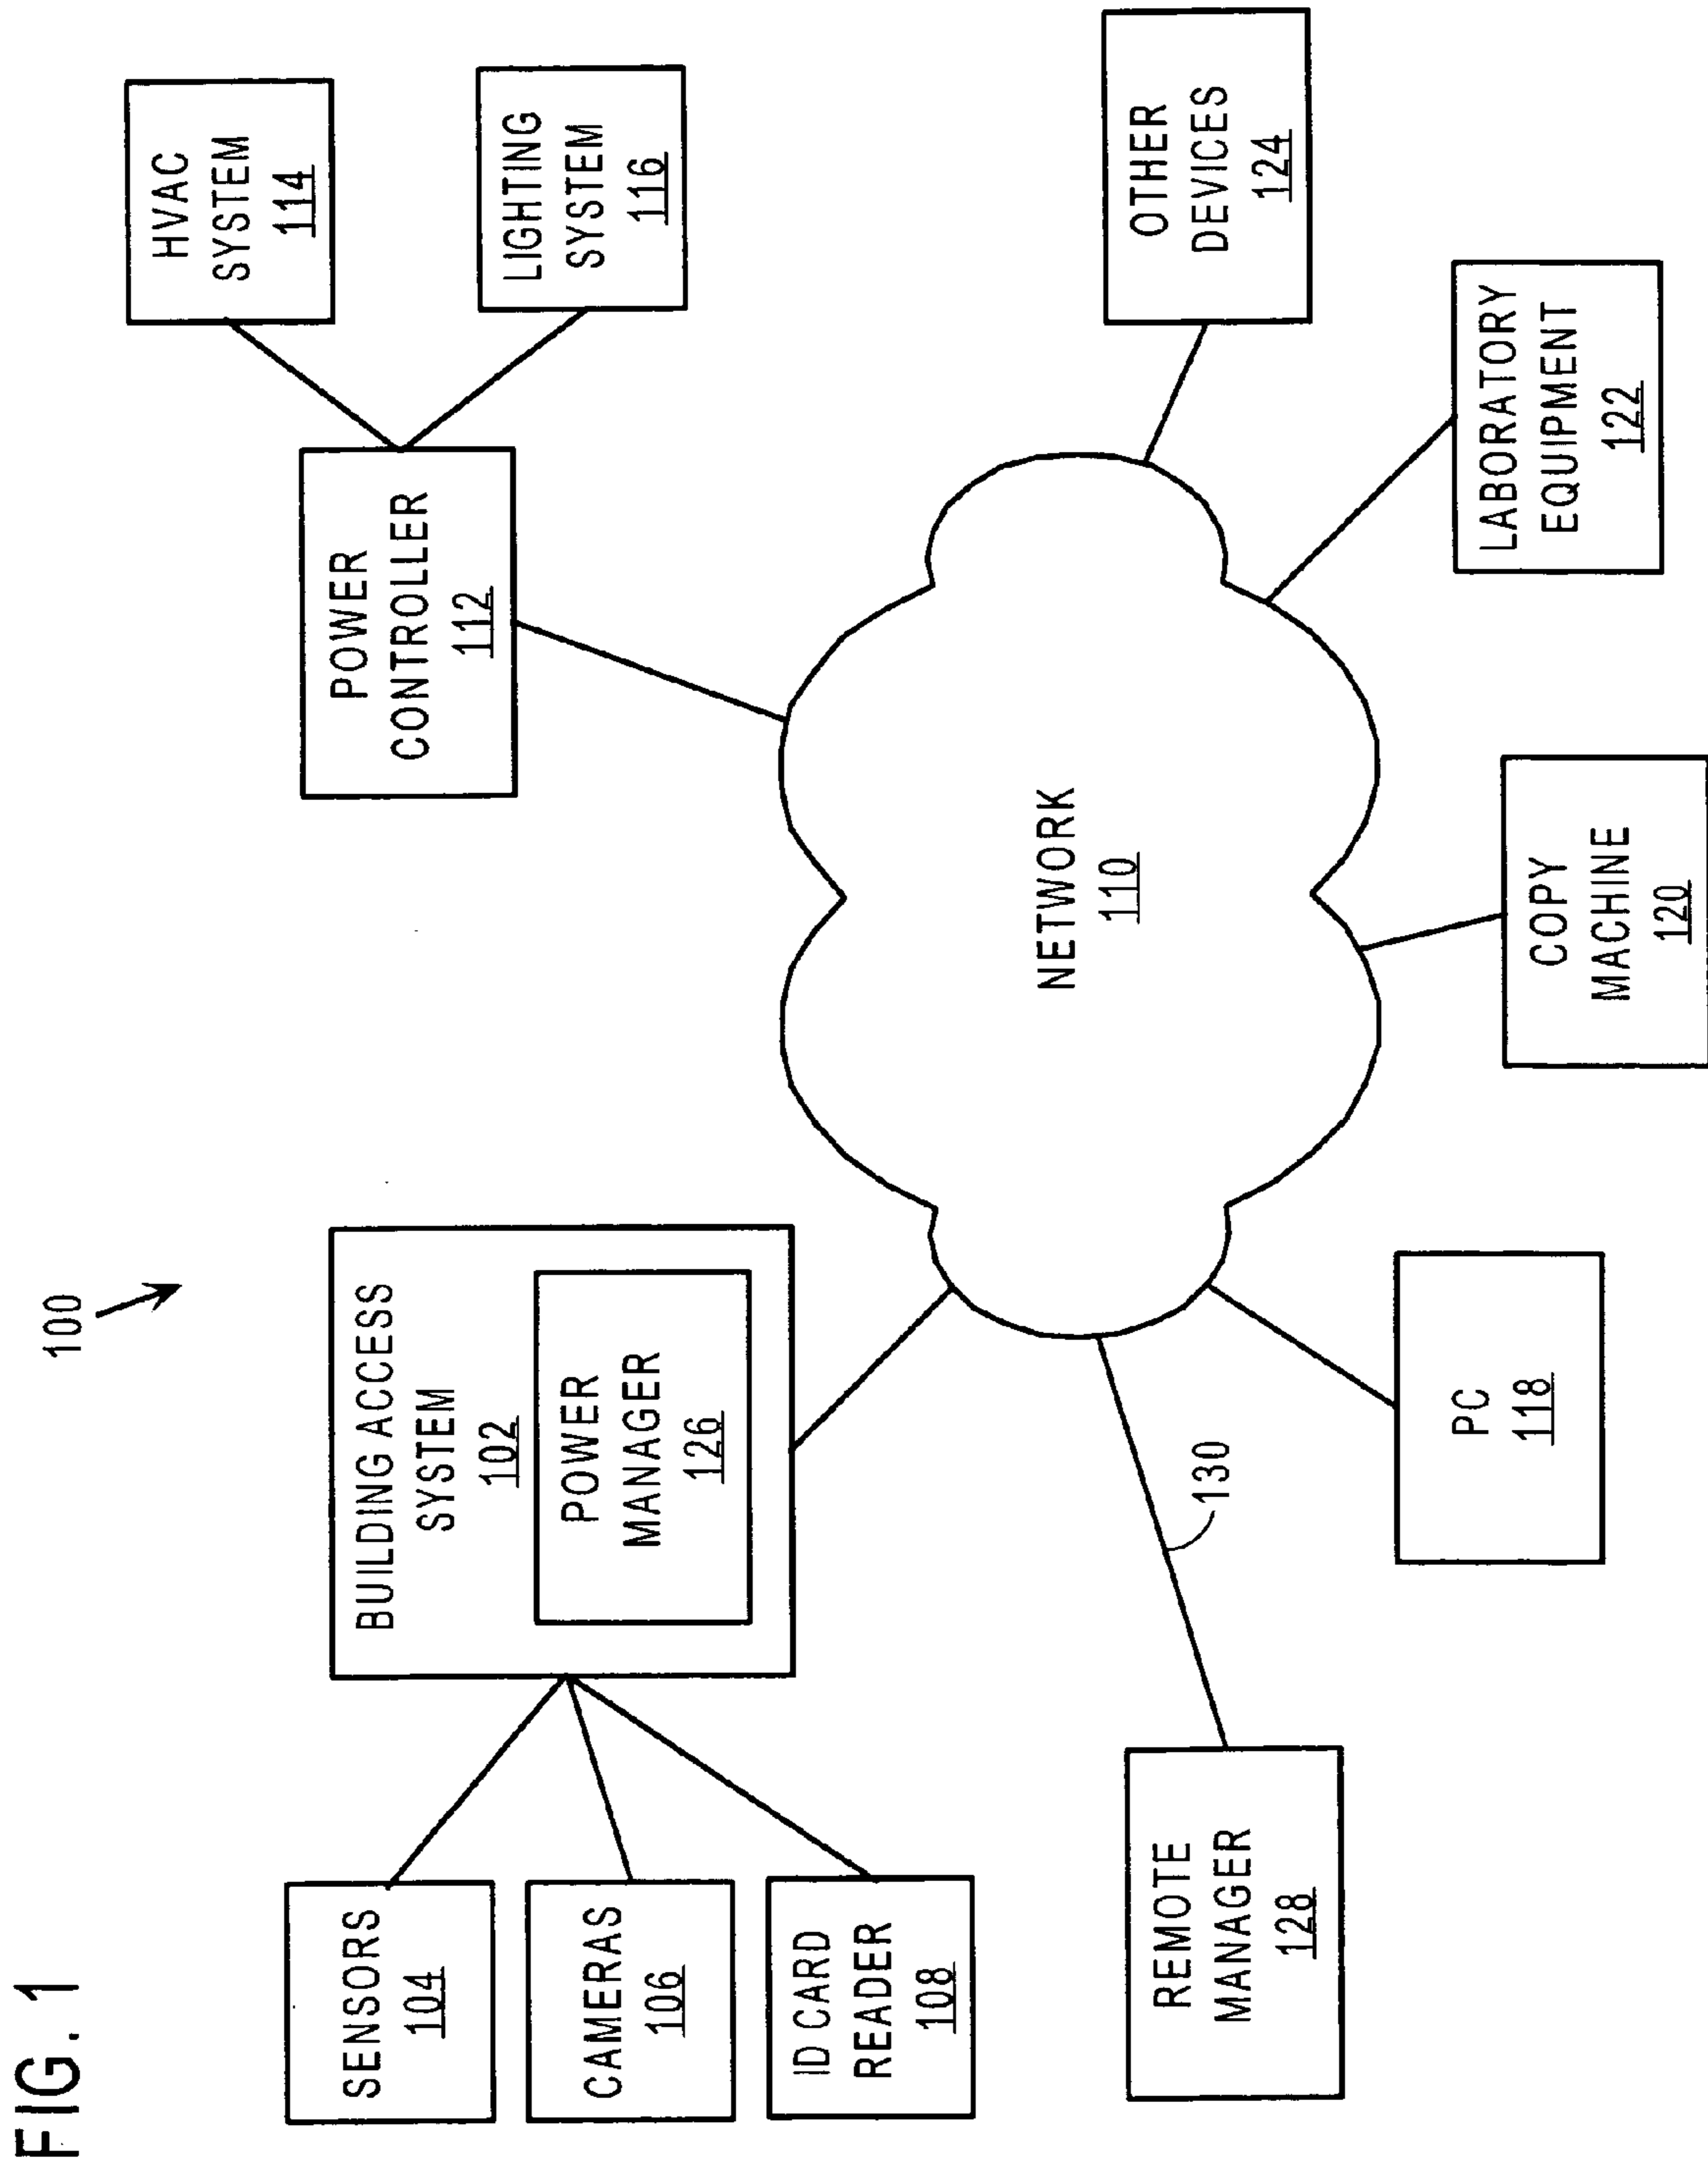 FIG. 1
100
SENSORS
104
CAMERAS
106
ID CARD
READER
108
BUILDING ACCESS
SYSTEM
102
POWER
MANAGER
126
POWER
CONTROLLER
112
HVAC
SYSTEM
114
LIGHTING
SYSTEM
116
NETWORK
110
REMOTE
MANAGER
128
130
PC
118
COPY
MACHINE
120
LABORATORY
EQUIPMENT
122
OTHER
DEVICES
124